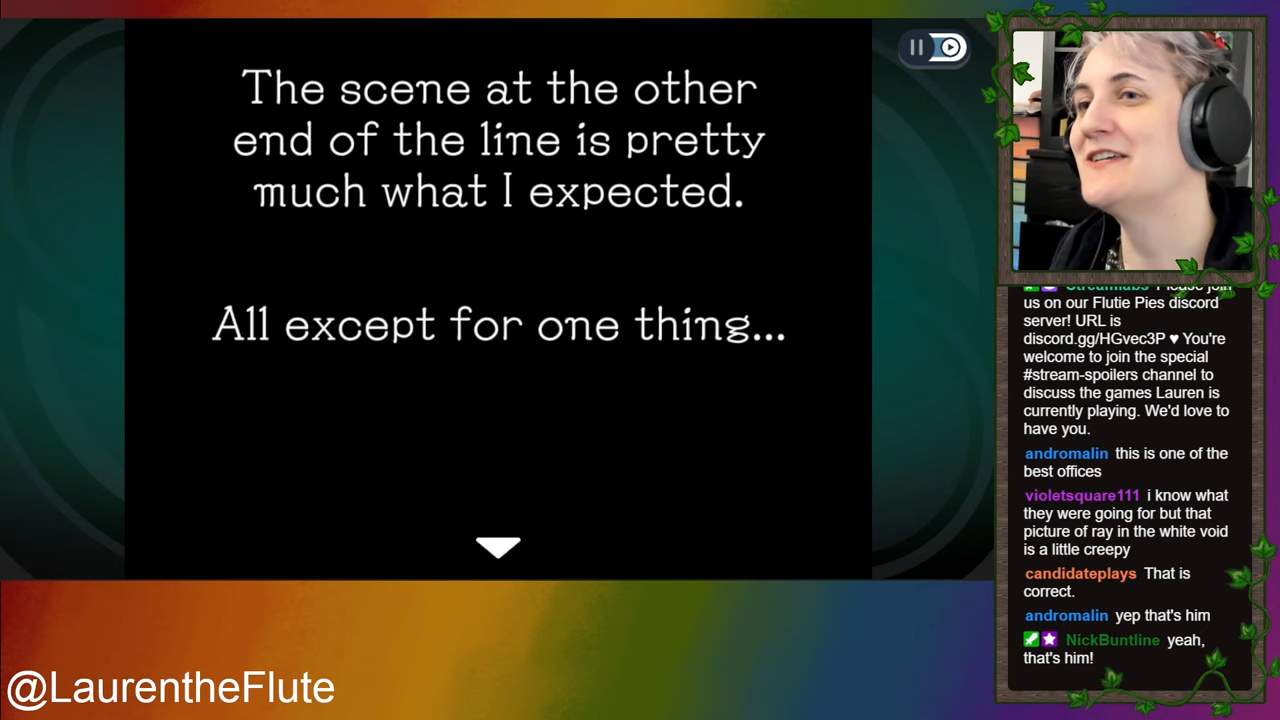 The scene at the other
end of the line is pretty
much what I expected.
All except for one thing...
Streamlabs Please join
us on our Flutie Pies discord
server! URL is
discord.gg/HGvec3P ♥ You're
welcome to join the special
#stream-spoilers channel to
discuss the games Lauren is
currently playing. We'd love to
have you.
andromalin this is one of the
best offices
violetsquare111 i know what
they were going for but that
picture of ray in the white void
is a little creepy
candidateplays That is
correct.
andromalin yep that's him
NickBuntline yeah,
that's him!
@LaurentheFlute